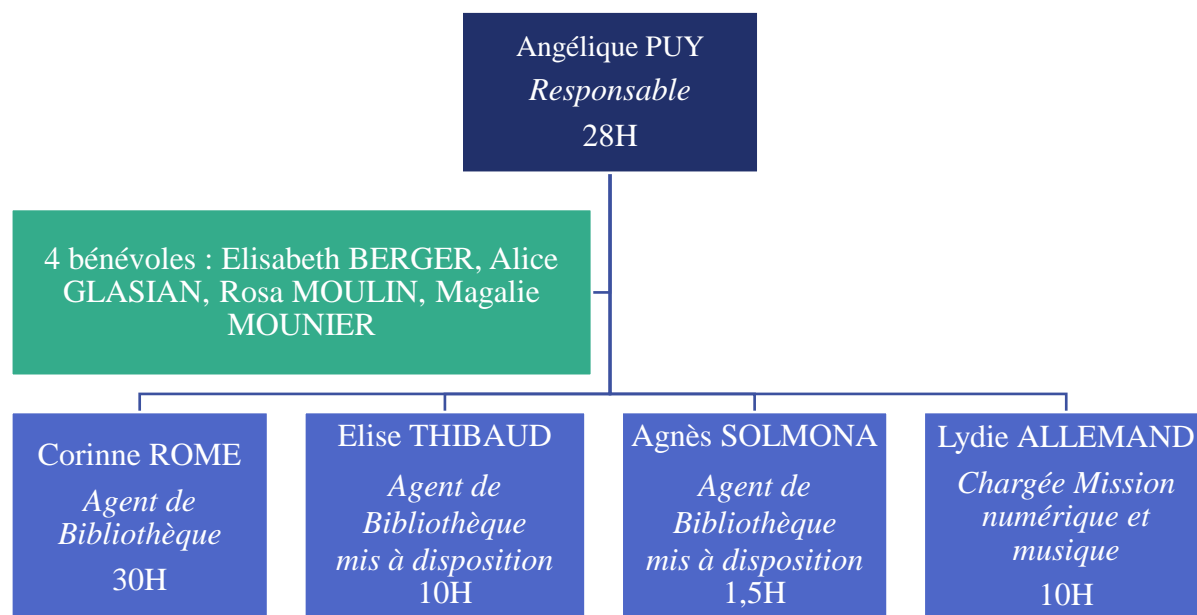 Angélique PUY
Responsable
28H
4 bénévoles : Elisabeth BERGER, Alice
GLASIAN, Rosa MOULIN, Magalie
MOUNIER
Corinne ROME
Agent de
Bibliothèque
30H
Elise THIBAUD
Agent de
Bibliothèque
mis à disposition
10H
Agnès SOLMONA
Agent de
Bibliothèque
mis à disposition
1,5H
Lydie ALLEMAND
Chargée Mission
numérique et
musique
10H